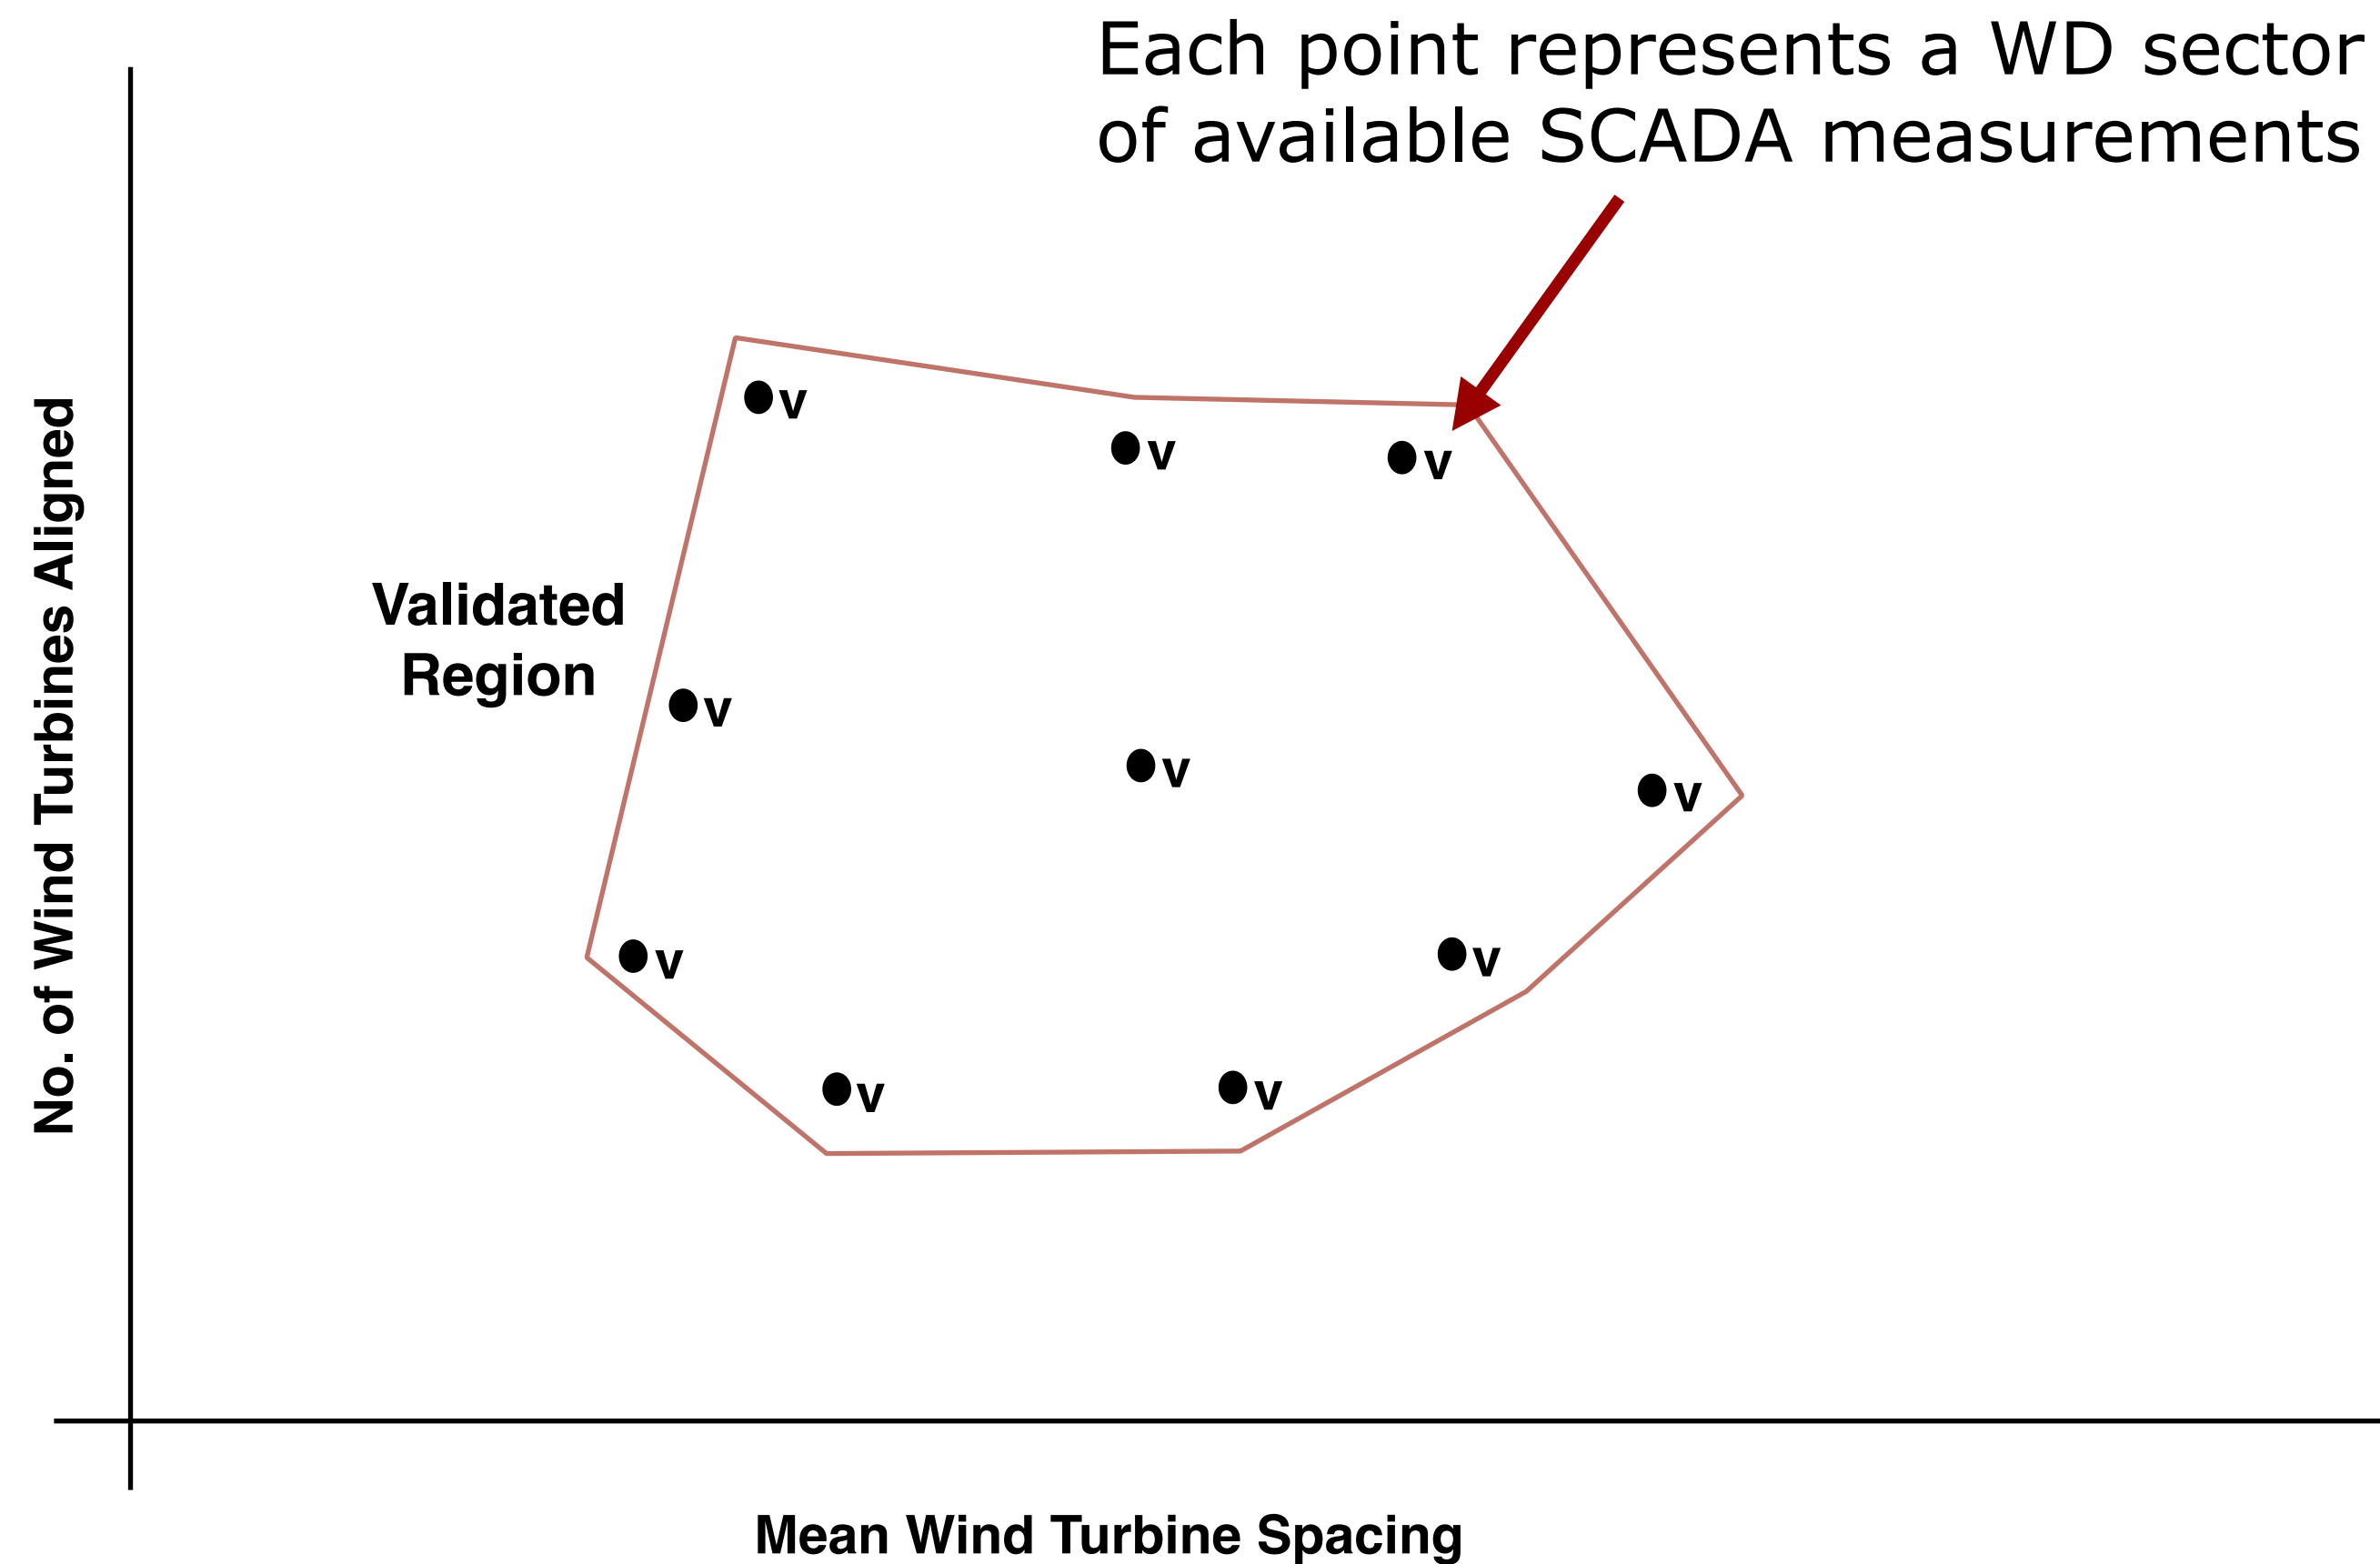 Each point represents a WD sector
of available SCADA measurements
v
v
v
Validated
Region
v
v
v
v
v
v
v
No. of Wind Turbines Aligned
Mean Wind Turbine Spacing